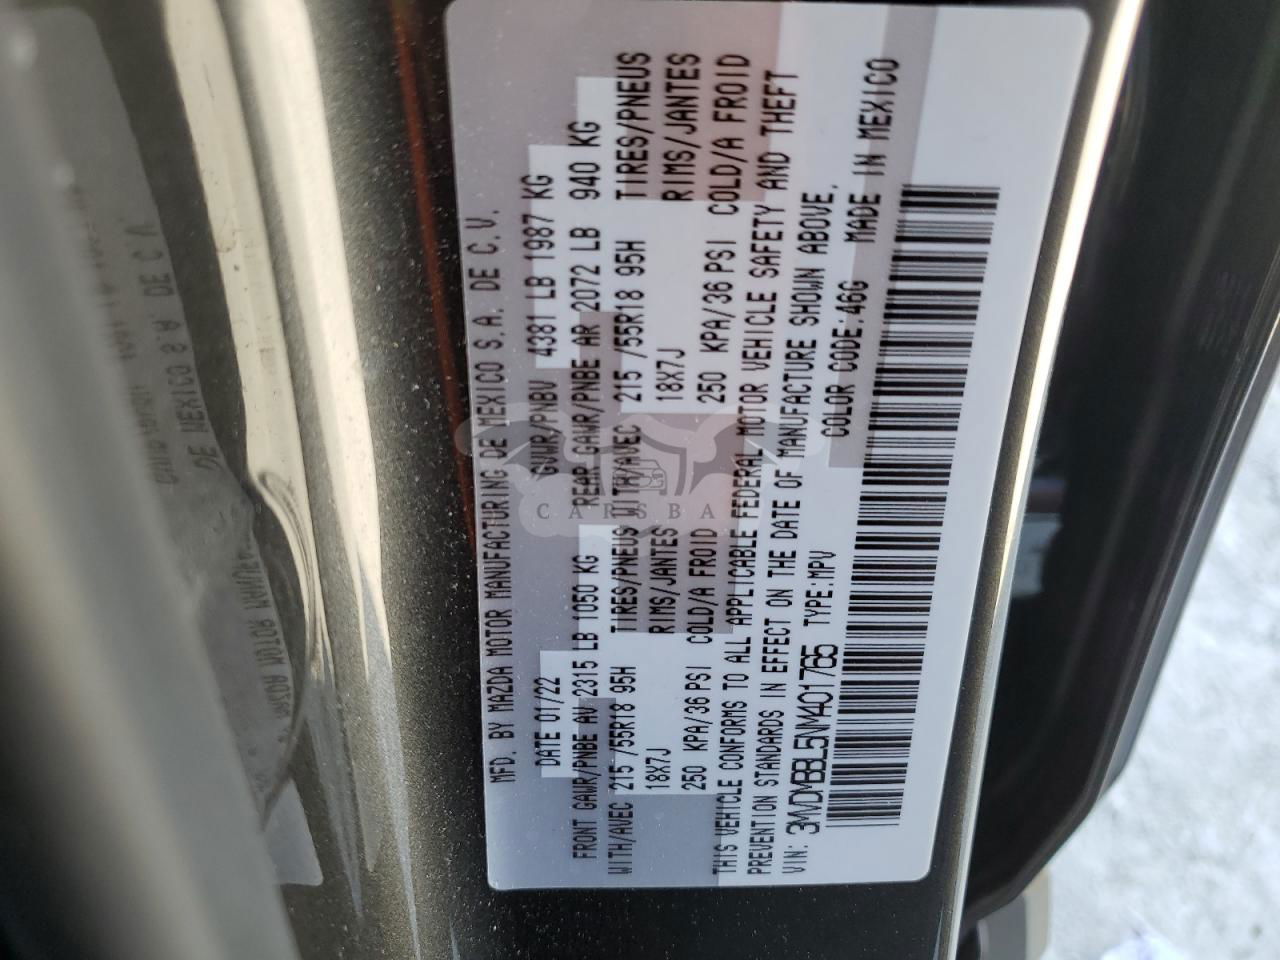 MFD. BY MAZDA MOTOR MANUFACTURING DE MEXICO S.A. DE C.V.
DATE 01/22 GVWR/PNBV 4381 LB 1987 KG
FRONT GAWR/PNBE AV 2315 LB 1050 KG REAR GAWR/PNBE AR 2072 LB 940 KG
WITH/AVEC 215 /55R18 95H TIRES/PNEUS WITH/AVEC 215 /55R18 95H TIRES/PNEUS
18X7J RIMS/JANTES 18X7J RIMS/JANTES
250 KPA/36 PSI COLD/A FROID 250 KPA/36 PSI COLD/A FROID
THIS VEHICLE CONFORMS TO ALL APPLICABLE FEDERAL MOTOR VEHICLE SAFETY AND THEFT
PREVENTION STANDARDS IN EFFECT ON THE DATE OF MANUFACTURE SHOWN ABOVE.
VIN: 3MVDMBBL5NM401765 TYPE:MPV COLOR CODE:46G MADE IN MEXICO
CARSBA